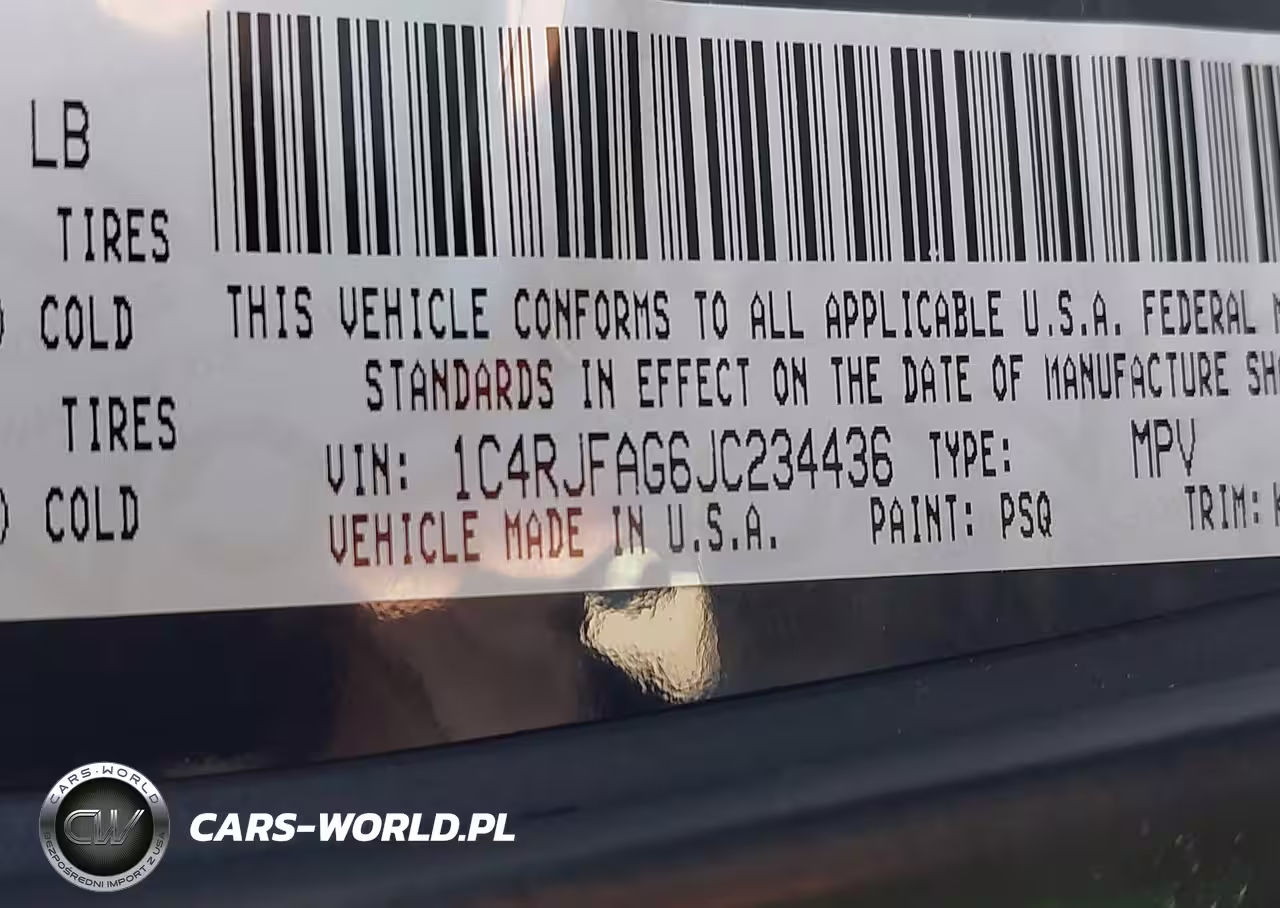 LB
TIRES
COLD
TIRES
COLD
THIS VEHICLE CONFORMS TO ALL APPLICABLE U.S.A. FEDERAL
STANDARDS IN EFFECT ON THE DATE OF MANUFACTURE
VIN: 1C4RJFAG6JC234436 TYPE: MPV
VEHICLE MADE IN U.S.A. PAINT: PSQ TRIM:
CARS·WORLD
CW
BEZPOŚREDNI IMPORT Z USA
CARS-WORLD.PL